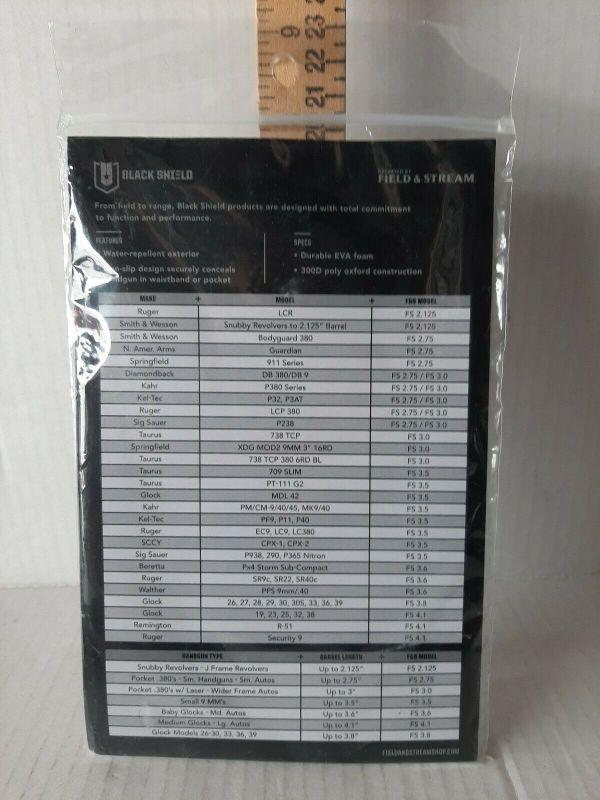 9
23
22
21
BLACK SHIELD
FIELD & STREAM
From field to range, Black Shield products are designed with total commitment
to function and performance.
FEATURES
SPECS
Water-repellent exterior
• Durable EVA foam
-slip design securely conceals
• 300D poly oxford construction
in waistband or pocket
MAKE + MODEL + F&S MODEL
Ruger LCR FS 2.125
Smith & Wesson Snubby Revolvers to 2.125" Barrel FS 2.125
Smith & Wesson Bodyguard 380 FS 2.75
N. Amer. Arms Guardian FS 2.75
Springfield 911 Series FS 2.75
Diamondback DB 380/DB 9 FS 2.75 / FS 3.0
Kahr P380 Series FS 2.75 / FS 3.0
Kel-Tec P32, P3AT FS 2.75 / FS 3.0
Ruger LCP 380 FS 2.75 / FS 3.0
Sig Sauer P238 FS 2.75 / FS 3.0
Taurus 738 TCP FS 3.0
Springfield XDG MOD2 9MM 3" 16RD FS 3.0
Taurus 738 TCP 380 6RD BL FS 3.0
Taurus 709 SLIM FS 3.5
Taurus PT-111 G2 FS 3.5
Glock MDL 42 FS 3.5
Kahr PM/CM-9/40/45, MK9/40 FS 3.5
Kel-Tec PF9, P11, P40 FS 3.5
Ruger EC9, LC9, LC380 FS 3.5
SCCY CPX-1, CPX-2 FS 3.5
Sig Sauer P938, 290, P365 Nitron FS 3.5
Beretta Px4 Storm Sub-Compact FS 3.6
Ruger SR9c, SR22, SR40c FS 3.6
Walther PPS 9mm/.40 FS 3.6
Glock 26, 27, 28, 29, 30, 30S, 33, 36, 39 FS 3.8
Glock 19, 23, 25, 32, 38 FS 4.1
Remington R-51 FS 4.1
Ruger Security 9 FS 4.1
HANDGUN TYPE + BARREL LENGTH + F&S MODEL
Snubby Revolvers - J Frame Revolvers Up to 2.125" FS 2.125
Pocket .380's - Sm. Handguns - Sm. Autos Up to 2.75" FS 2.75
Pocket .380's w/ Laser - Wider Frame Autos Up to 3" FS 3.0
Small 9 MM's Up to 3.5" FS 3.5
Baby Glocks - Md. Autos Up to 3.6" FS 3.6
Medium Glocks - Lg. Autos Up to 4.1" FS 4.1
Glock Models 26-30, 33, 36, 39 Up to 3.8" FS 3.8
FIELDANDSTREAMSHOP.COM